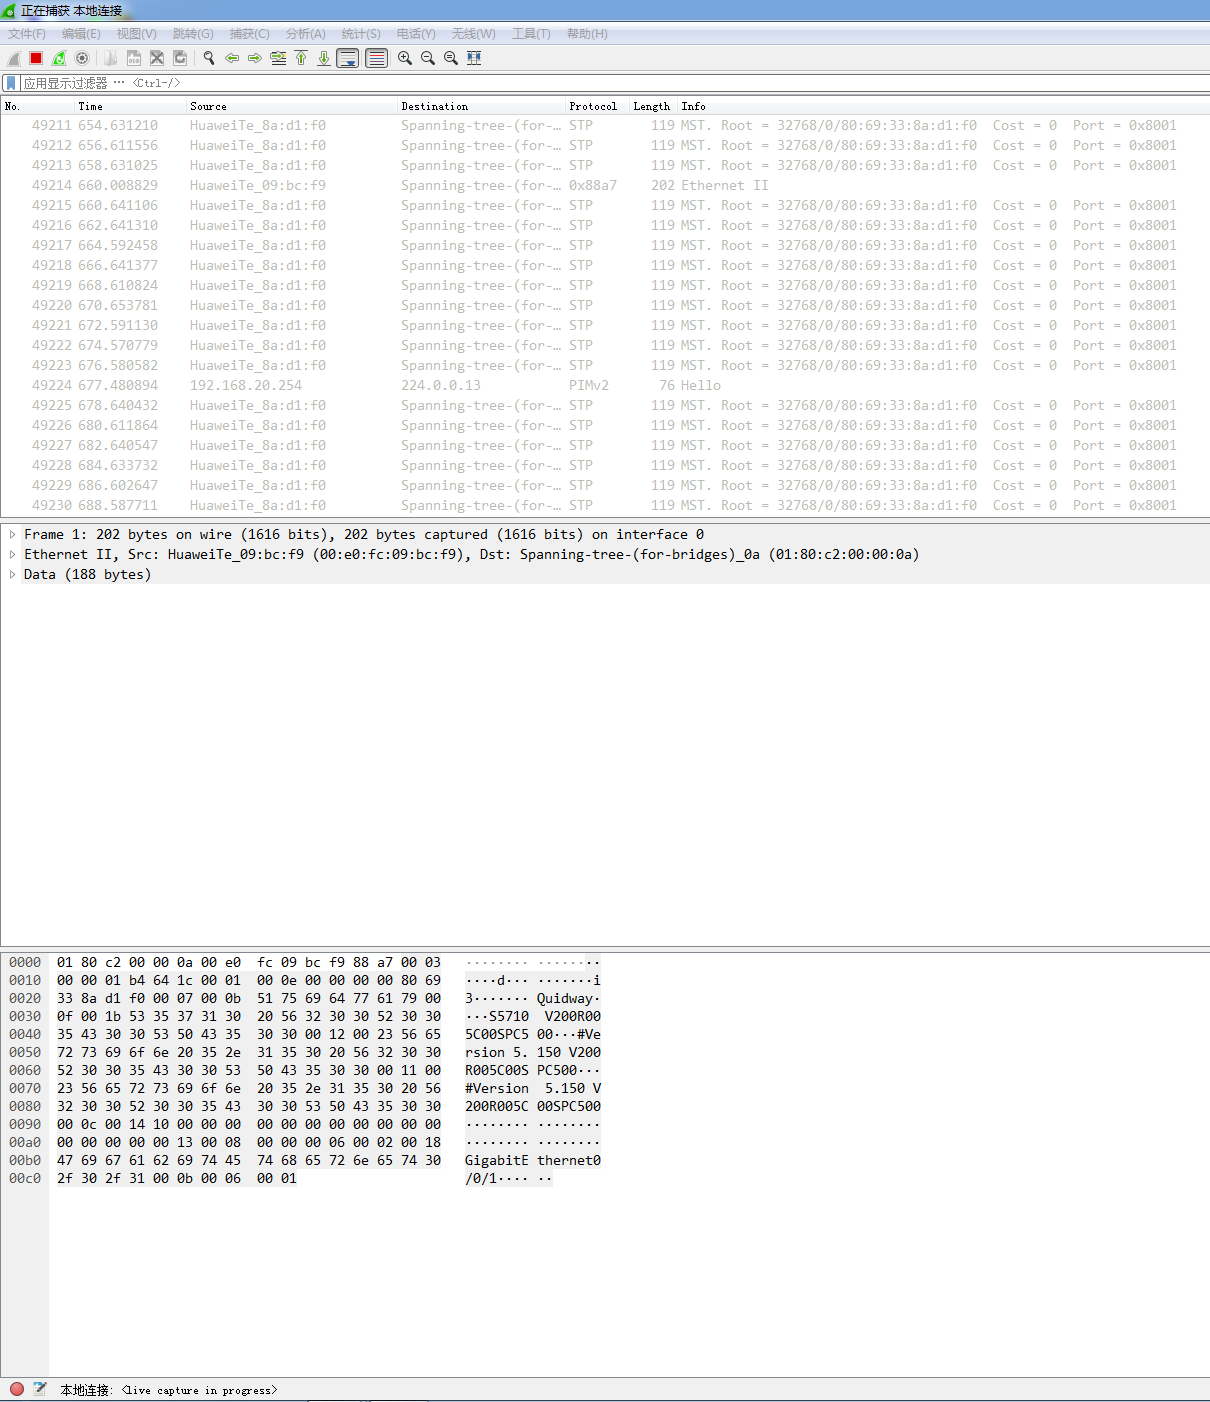 正在捕获 本地连接
文件(F) 编辑(E) 视图(V) 跳转(G) 捕获(C) 分析(A) 统计(S) 电话(Y) 无线(W) 工具(T) 帮助(H)
应用显示过滤器 … <Ctrl-/>
No. Time Source Destination Protocol Length Info
49211 654.631210 HuaweiTe_8a:d1:f0 Spanning-tree-(for-… STP 119 MST. Root = 32768/0/80:69:33:8a:d1:f0 Cost = 0 Port = 0x8001
49212 656.611556 HuaweiTe_8a:d1:f0 Spanning-tree-(for-… STP 119 MST. Root = 32768/0/80:69:33:8a:d1:f0 Cost = 0 Port = 0x8001
49213 658.631025 HuaweiTe_8a:d1:f0 Spanning-tree-(for-… STP 119 MST. Root = 32768/0/80:69:33:8a:d1:f0 Cost = 0 Port = 0x8001
49214 660.008829 HuaweiTe_09:bc:f9 Spanning-tree-(for-… 0x88a7 202 Ethernet II
49215 660.641106 HuaweiTe_8a:d1:f0 Spanning-tree-(for-… STP 119 MST. Root = 32768/0/80:69:33:8a:d1:f0 Cost = 0 Port = 0x8001
49216 662.641310 HuaweiTe_8a:d1:f0 Spanning-tree-(for-… STP 119 MST. Root = 32768/0/80:69:33:8a:d1:f0 Cost = 0 Port = 0x8001
49217 664.592458 HuaweiTe_8a:d1:f0 Spanning-tree-(for-… STP 119 MST. Root = 32768/0/80:69:33:8a:d1:f0 Cost = 0 Port = 0x8001
49218 666.641377 HuaweiTe_8a:d1:f0 Spanning-tree-(for-… STP 119 MST. Root = 32768/0/80:69:33:8a:d1:f0 Cost = 0 Port = 0x8001
49219 668.610824 HuaweiTe_8a:d1:f0 Spanning-tree-(for-… STP 119 MST. Root = 32768/0/80:69:33:8a:d1:f0 Cost = 0 Port = 0x8001
49220 670.653781 HuaweiTe_8a:d1:f0 Spanning-tree-(for-… STP 119 MST. Root = 32768/0/80:69:33:8a:d1:f0 Cost = 0 Port = 0x8001
49221 672.591130 HuaweiTe_8a:d1:f0 Spanning-tree-(for-… STP 119 MST. Root = 32768/0/80:69:33:8a:d1:f0 Cost = 0 Port = 0x8001
49222 674.570779 HuaweiTe_8a:d1:f0 Spanning-tree-(for-… STP 119 MST. Root = 32768/0/80:69:33:8a:d1:f0 Cost = 0 Port = 0x8001
49223 676.580582 HuaweiTe_8a:d1:f0 Spanning-tree-(for-… STP 119 MST. Root = 32768/0/80:69:33:8a:d1:f0 Cost = 0 Port = 0x8001
49224 677.480894 192.168.20.254 224.0.0.13 PIMv2 76 Hello
49225 678.640432 HuaweiTe_8a:d1:f0 Spanning-tree-(for-… STP 119 MST. Root = 32768/0/80:69:33:8a:d1:f0 Cost = 0 Port = 0x8001
49226 680.611864 HuaweiTe_8a:d1:f0 Spanning-tree-(for-… STP 119 MST. Root = 32768/0/80:69:33:8a:d1:f0 Cost = 0 Port = 0x8001
49227 682.640547 HuaweiTe_8a:d1:f0 Spanning-tree-(for-… STP 119 MST. Root = 32768/0/80:69:33:8a:d1:f0 Cost = 0 Port = 0x8001
49228 684.633732 HuaweiTe_8a:d1:f0 Spanning-tree-(for-… STP 119 MST. Root = 32768/0/80:69:33:8a:d1:f0 Cost = 0 Port = 0x8001
49229 686.602647 HuaweiTe_8a:d1:f0 Spanning-tree-(for-… STP 119 MST. Root = 32768/0/80:69:33:8a:d1:f0 Cost = 0 Port = 0x8001
49230 688.587711 HuaweiTe_8a:d1:f0 Spanning-tree-(for-… STP 119 MST. Root = 32768/0/80:69:33:8a:d1:f0 Cost = 0 Port = 0x8001
Frame 1: 202 bytes on wire (1616 bits), 202 bytes captured (1616 bits) on interface 0
Ethernet II, Src: HuaweiTe_09:bc:f9 (00:e0:fc:09:bc:f9), Dst: Spanning-tree-(for-bridges)_0a (01:80:c2:00:00:0a)
Data (188 bytes)
0000 01 80 c2 00 00 0a 00 e0 fc 09 bc f9 88 a7 00 03 ········ ········
0010 00 00 01 b4 64 1c 00 01 00 0e 00 00 00 00 80 69 ····d··· ·······i
0020 33 8a d1 f0 00 07 00 0b 51 75 69 64 77 61 79 00 3······· Quidway·
0030 0f 00 1b 53 35 37 31 30 20 56 32 30 30 52 30 30 ···S5710 V200R00
0040 35 43 30 30 53 50 43 35 30 30 00 12 00 23 56 65 5C00SPC5 00···#Ve
0050 72 73 69 6f 6e 20 35 2e 31 35 30 20 56 32 30 30 rsion 5. 150 V200
0060 52 30 30 35 43 30 30 53 50 43 35 30 30 00 11 00 R005C00S PC500···
0070 23 56 65 72 73 69 6f 6e 20 35 2e 31 35 30 20 56 #Version 5.150 V
0080 32 30 30 52 30 30 35 43 30 30 53 50 43 35 30 30 200R005C 00SPC500
0090 00 0c 00 14 10 00 00 00 00 00 00 00 00 00 00 00 ········ ········
00a0 00 00 00 00 00 13 00 08 00 00 00 06 00 02 00 18 ········ ········
00b0 47 69 67 61 62 69 74 45 74 68 65 72 6e 65 74 30 GigabitE thernet0
00c0 2f 30 2f 31 00 0b 00 06 00 01 /0/1···· ··
本地连接: <live capture in progress>